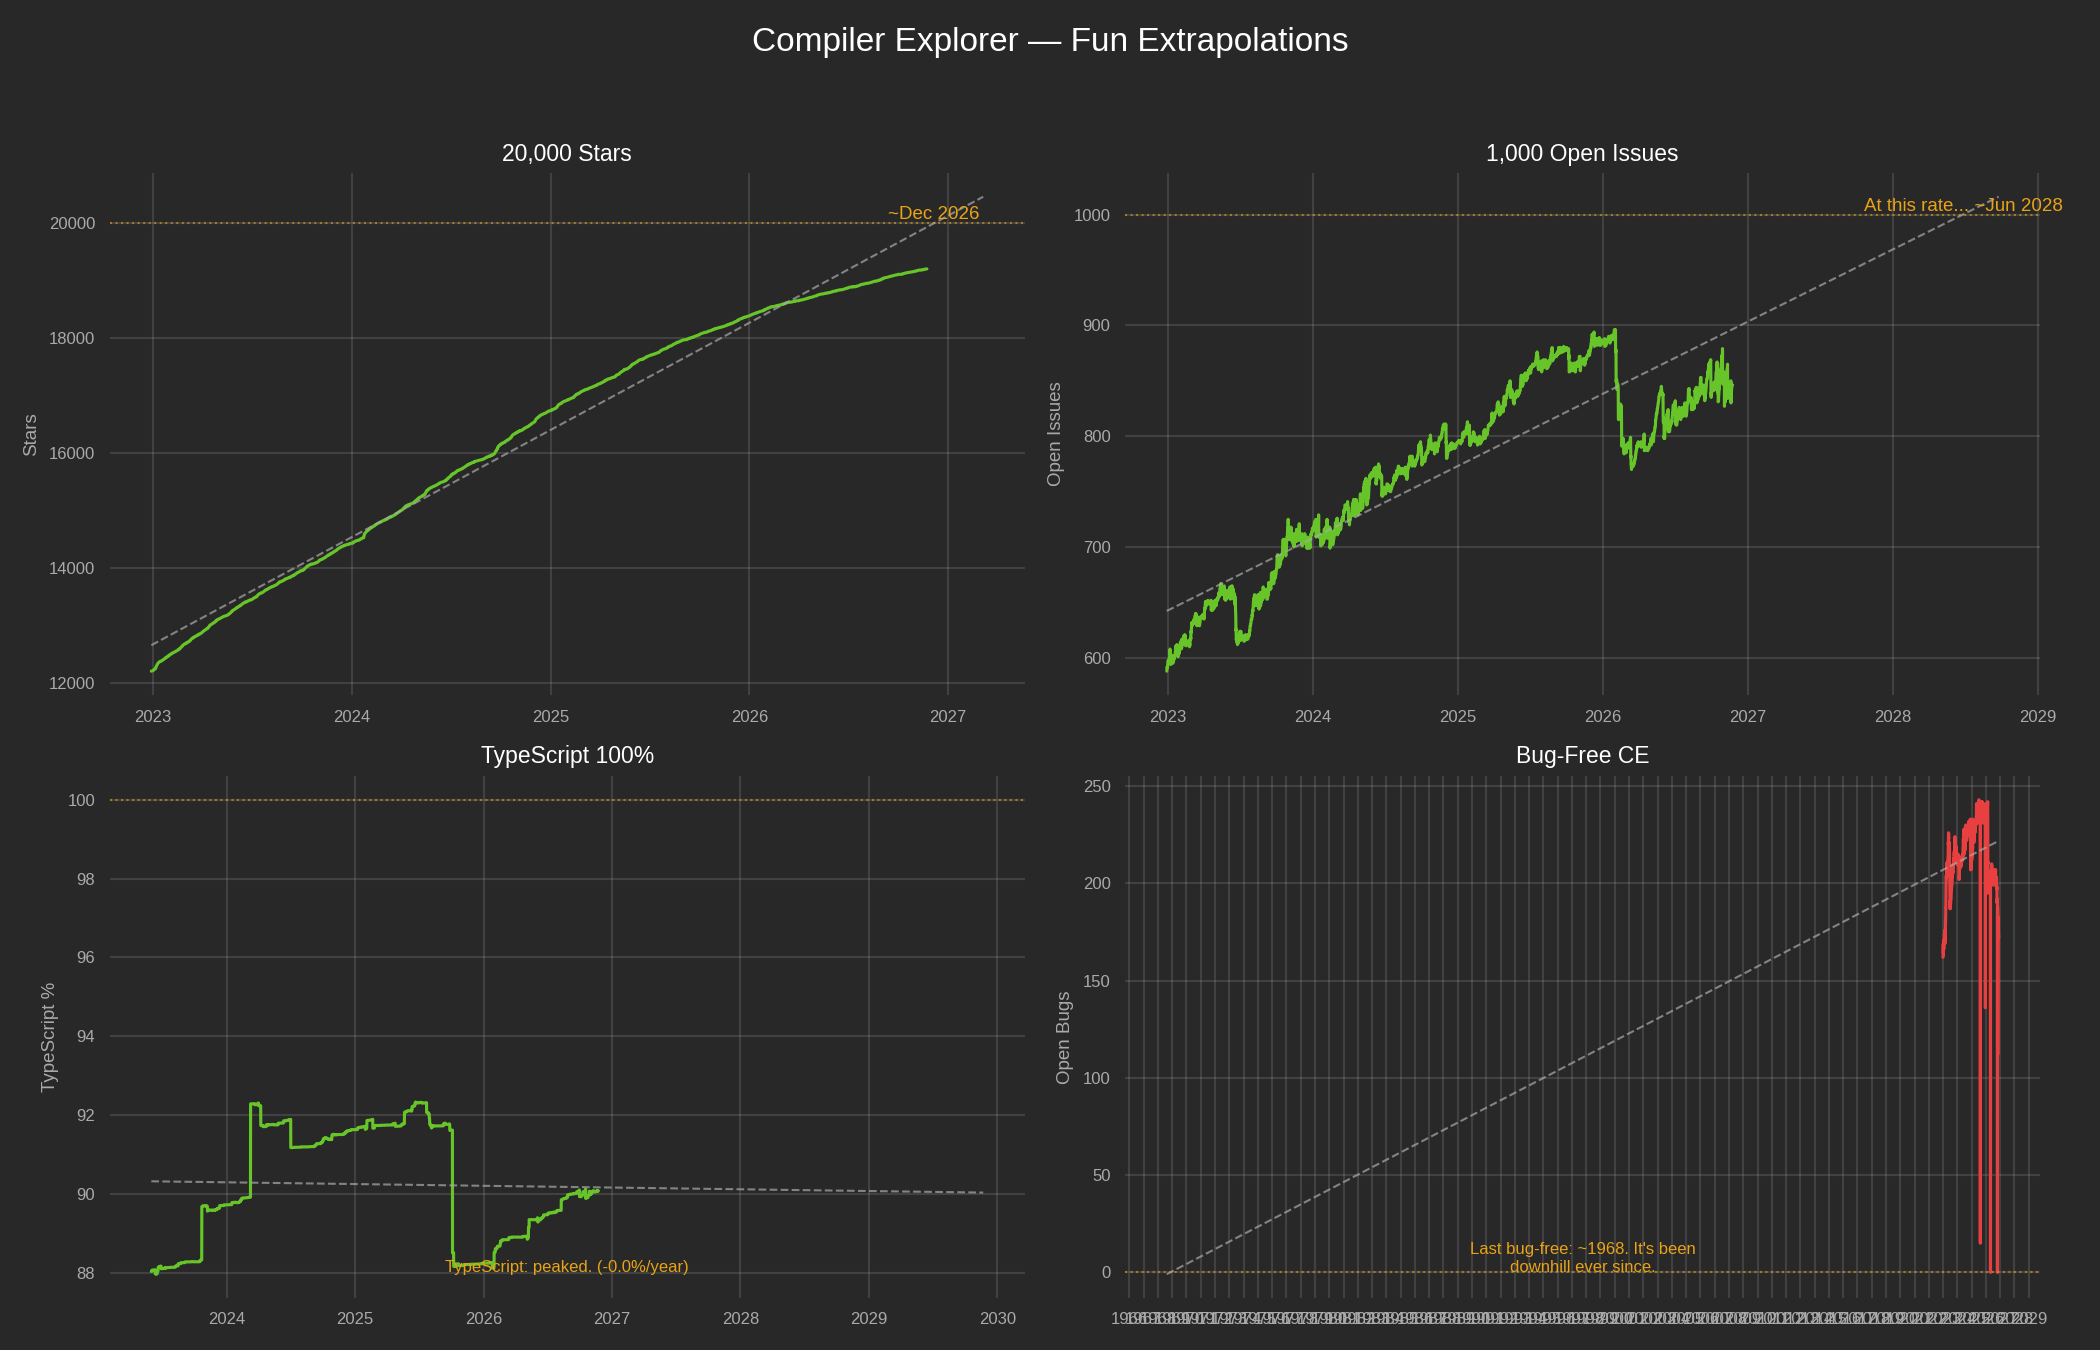 Compiler Explorer — Fun Extrapolations
20,000 Stars
Stars
20000
18000
16000
14000
12000
~Dec 2026
2023 2024 2025 2026 2027
1,000 Open Issues
Open Issues
1000
900
800
700
600
At this rate... ~Jun 2028
2023 2024 2025 2026 2027 2028 2029
TypeScript 100%
TypeScript %
100
98
96
94
92
90
88
TypeScript: peaked. (-0.0%/year)
2024 2025 2026 2027 2028 2029 2030
Bug-Free CE
Open Bugs
250
200
150
100
50
0
Last bug-free: ~1968. It's been
downhill ever since.